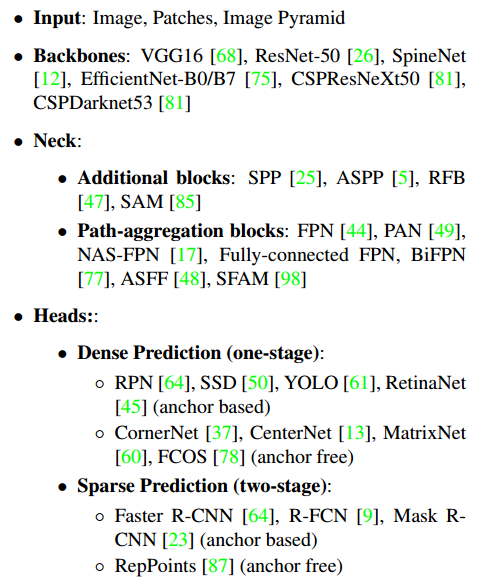 • Input: Image, Patches, Image Pyramid
• Backbones: VGG16 [68], ResNet-50 [26], SpineNet
[12], EfficientNet-B0/B7 [75], CSPResNeXt50 [81],
CSPDarknet53 [81]
• Neck:
• Additional blocks: SPP [25], ASPP [5], RFB
[47], SAM [85]
• Path-aggregation blocks: FPN [44], PAN [49],
NAS-FPN [17], Fully-connected FPN, BiFPN
[77], ASFF [48], SFAM [98]
• Heads::
• Dense Prediction (one-stage):
◦ RPN [64], SSD [50], YOLO [61], RetinaNet
[45] (anchor based)
◦ CornerNet [37], CenterNet [13], MatrixNet
[60], FCOS [78] (anchor free)
• Sparse Prediction (two-stage):
◦ Faster R-CNN [64], R-FCN [9], Mask R-
CNN [23] (anchor based)
◦ RepPoints [87] (anchor free)